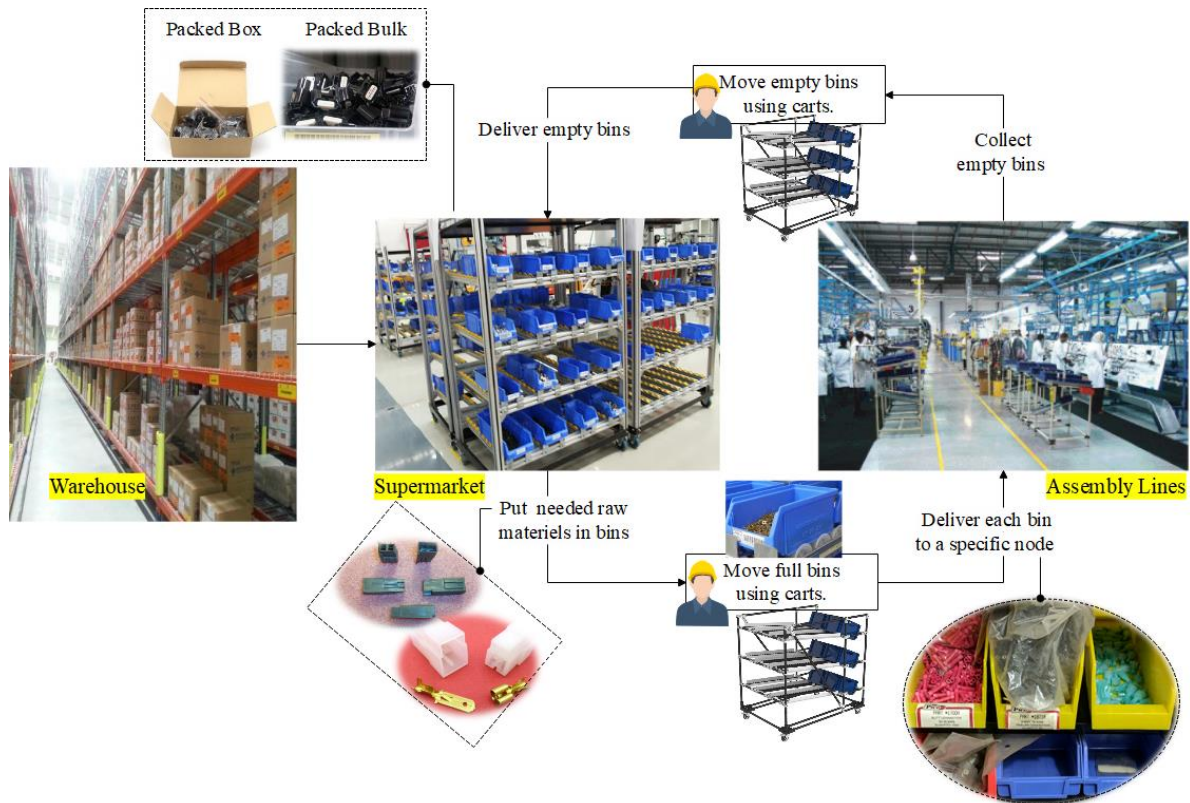 Packed Box
Packed Bulk
Move empty bins
using carts.
Deliver empty bins
Collect
empty bins
Warehouse
Supermarket
Assembly Lines
Put needed raw
materiels in bins
Deliver each bin
to a specific node
Move full bins
using carts.